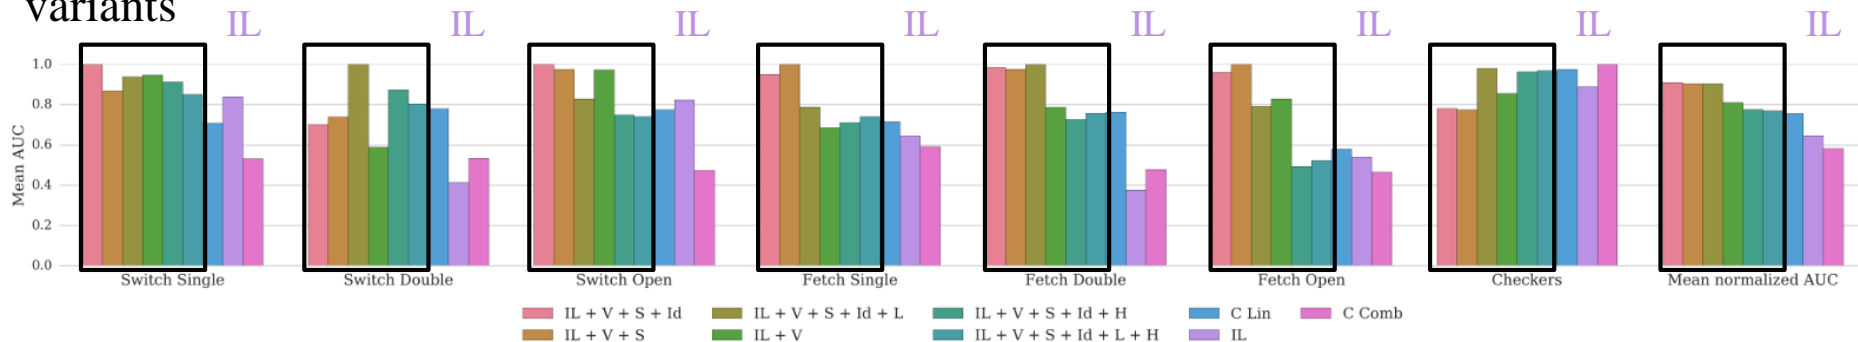 variants
IL IL IL IL IL IL IL IL
1.0
0.8
0.6
0.4
0.2
0.0
Mean AUC
Switch Single Switch Double Switch Open Fetch Single Fetch Double Fetch Open Checkers Mean normalized AUC
IL + V + S + Id IL + V + S + Id + L IL + V + S + Id + H C Lin C Comb
IL + V + S IL + V IL + V + S + Id + L + H IL